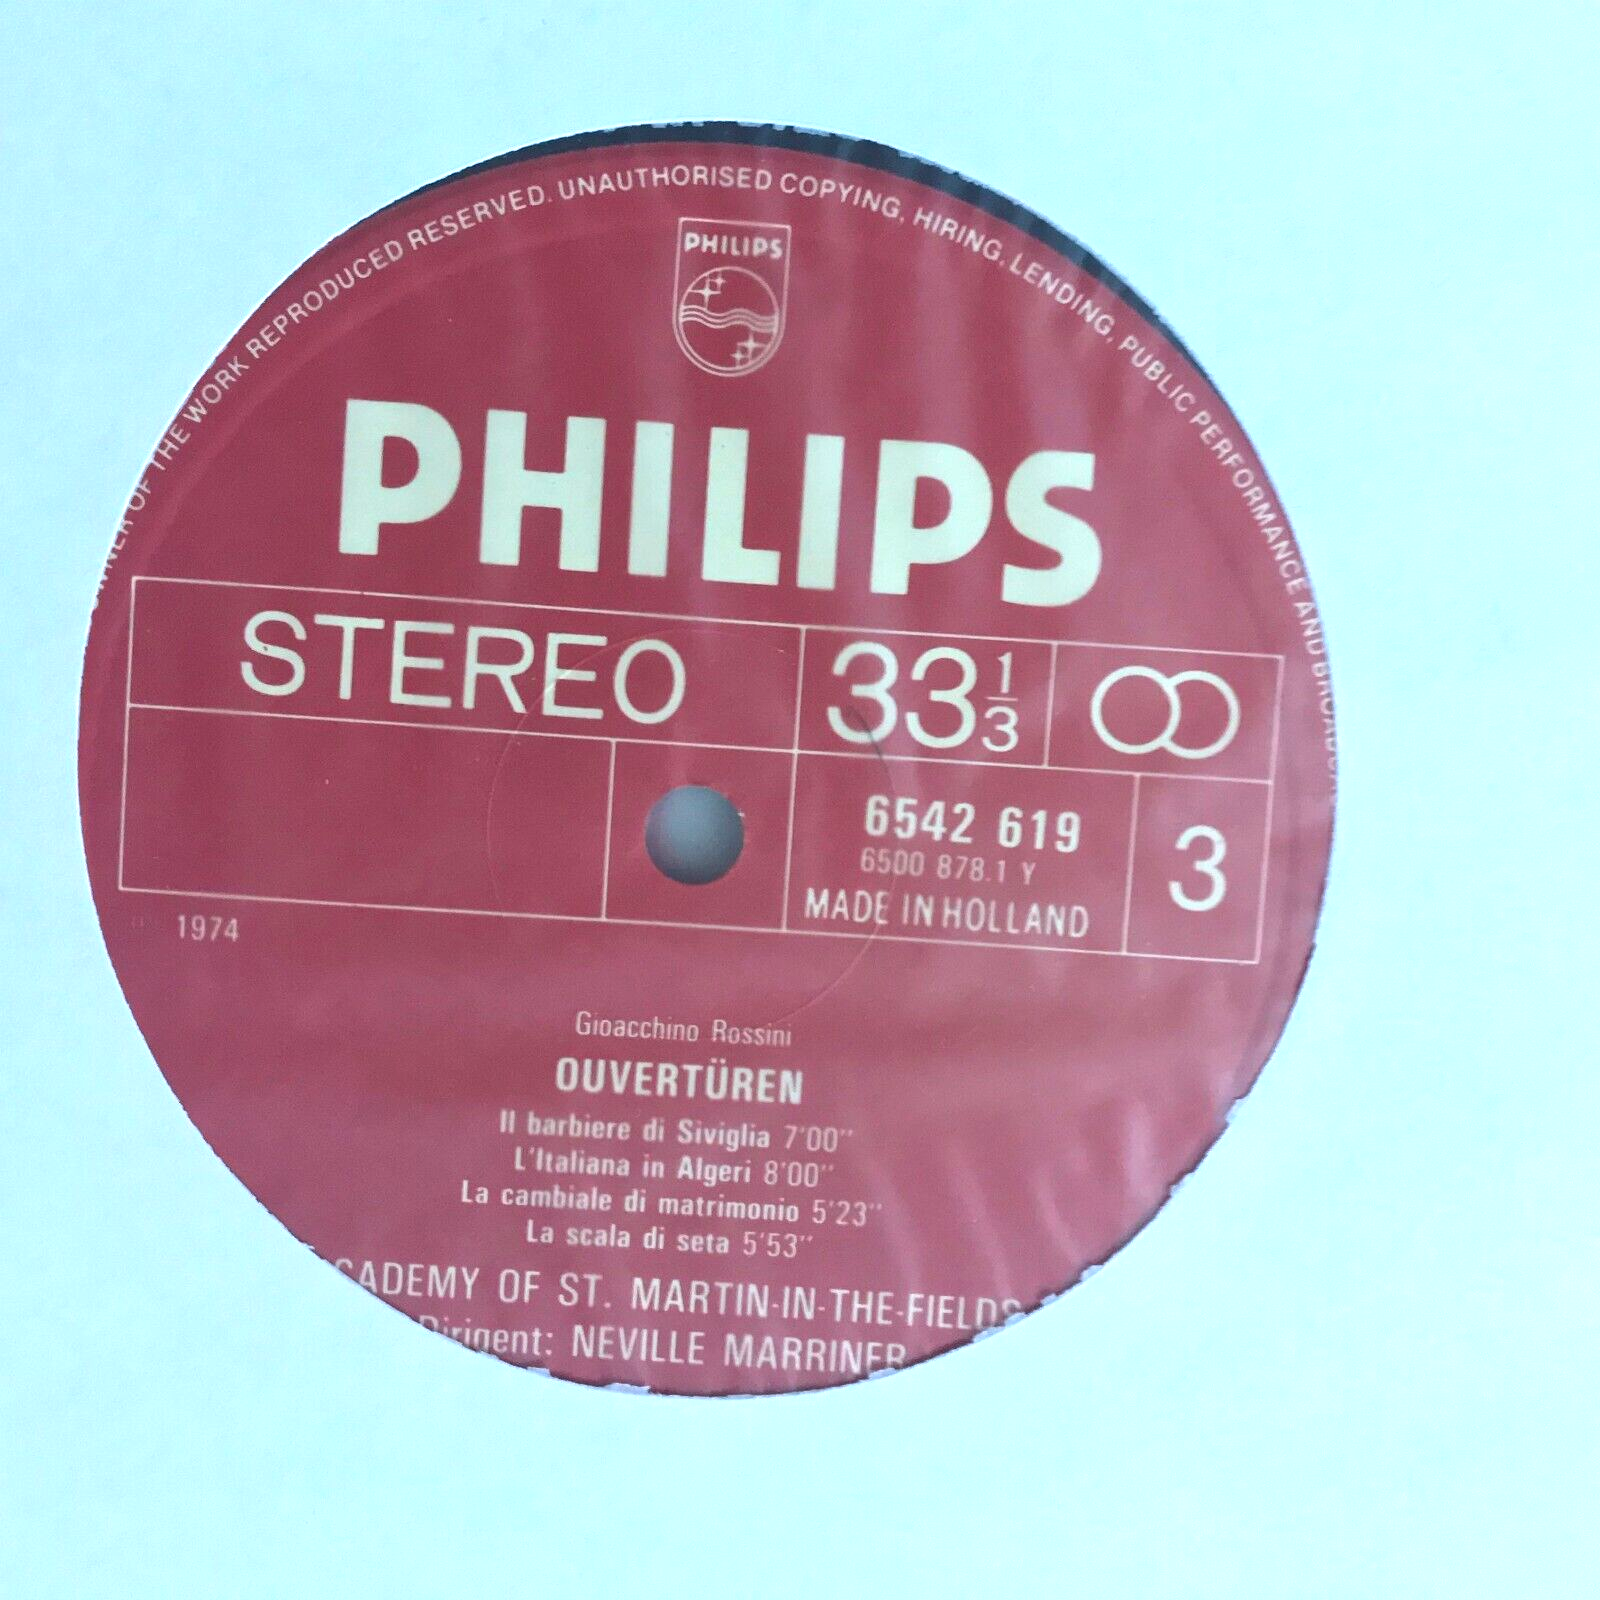 OWNER OF THE WORK REPRODUCED RESERVED. UNAUTHORISED COPYING, HIRING, LENDING, PUBLIC PERFORMANCE AND
PHILIPS
PHILIPS
STEREO
33 1/3
6542 619
6500 878.1 Y
MADE IN HOLLAND
3
1974
Gioacchino Rossini
OUVERTÜREN
Il barbiere di Siviglia 7'00''
L'Italiana in Algeri 8'00''
La cambiale di matrimonio 5'23''
La scala di seta 5'53''
CADEMY OF ST. MARTIN-IN-THE-FIELDS
Dirigent: NEVILLE MARRINER